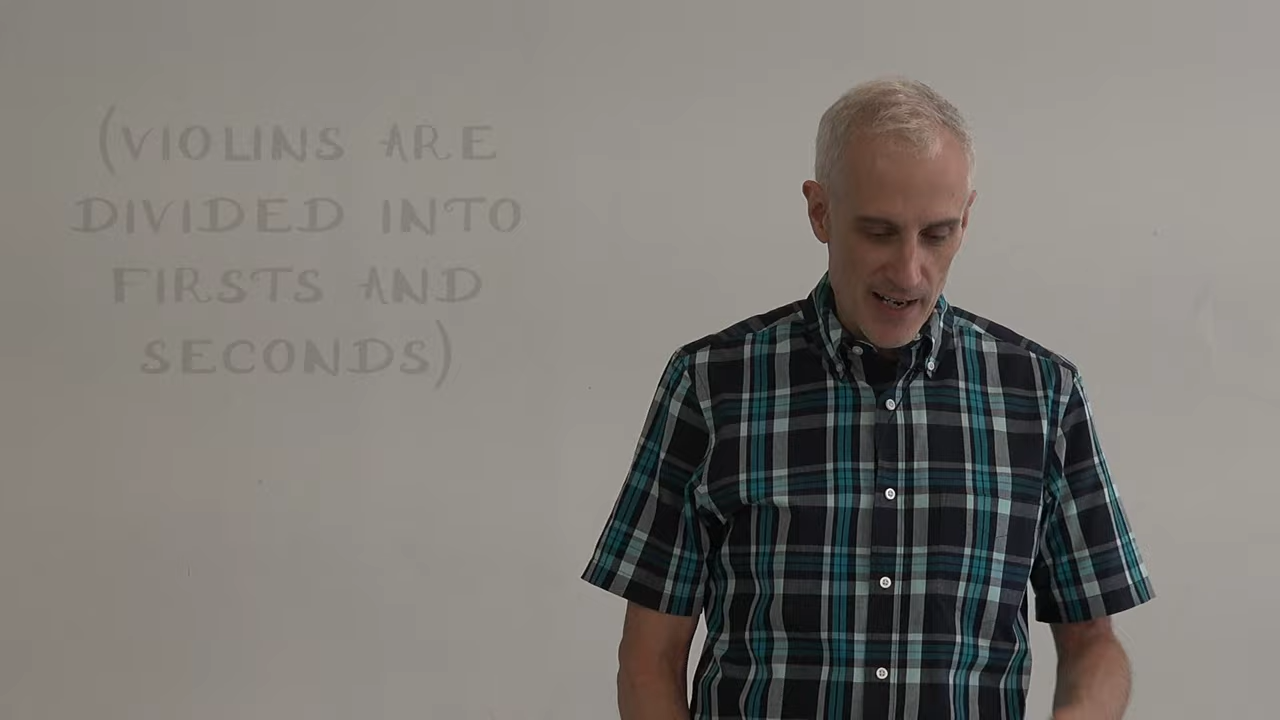 (VIOLINS ARE
DIVIDED INTO
FIRSTS AND
SECONDS)